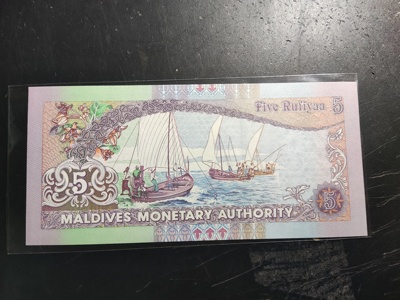 Five Rufiyaa 5
5
MALDIVES MONETARY AUTHORITY 5